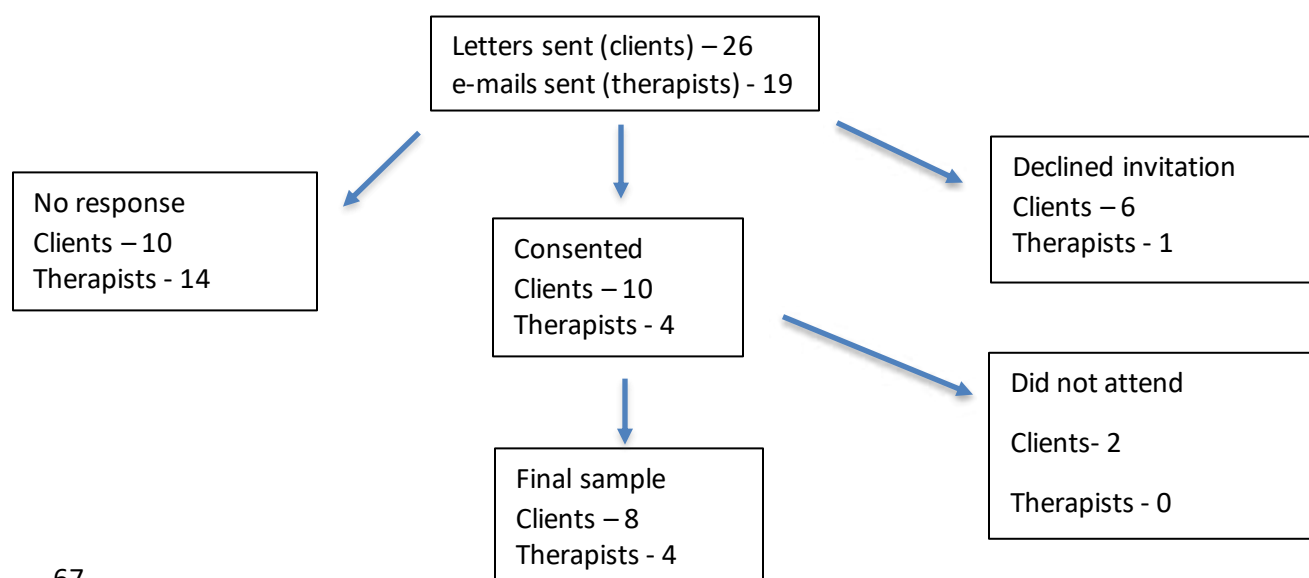 Letters sent (clients) – 26
e-mails sent (therapists) - 19
No response
Clients – 10
Therapists - 14
Consented
Clients – 10
Therapists - 4
Declined invitation
Clients – 6
Therapists - 1
Did not attend
Clients- 2
Therapists - 0
Final sample
Clients – 8
Therapists - 4
67